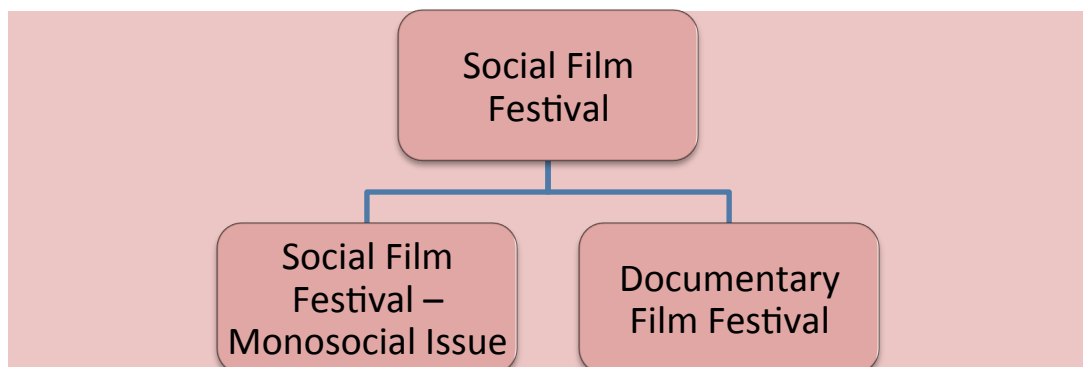 Social Film
Festival
Social Film
Festival –
Monosocial Issue
Documentary
Film Festival